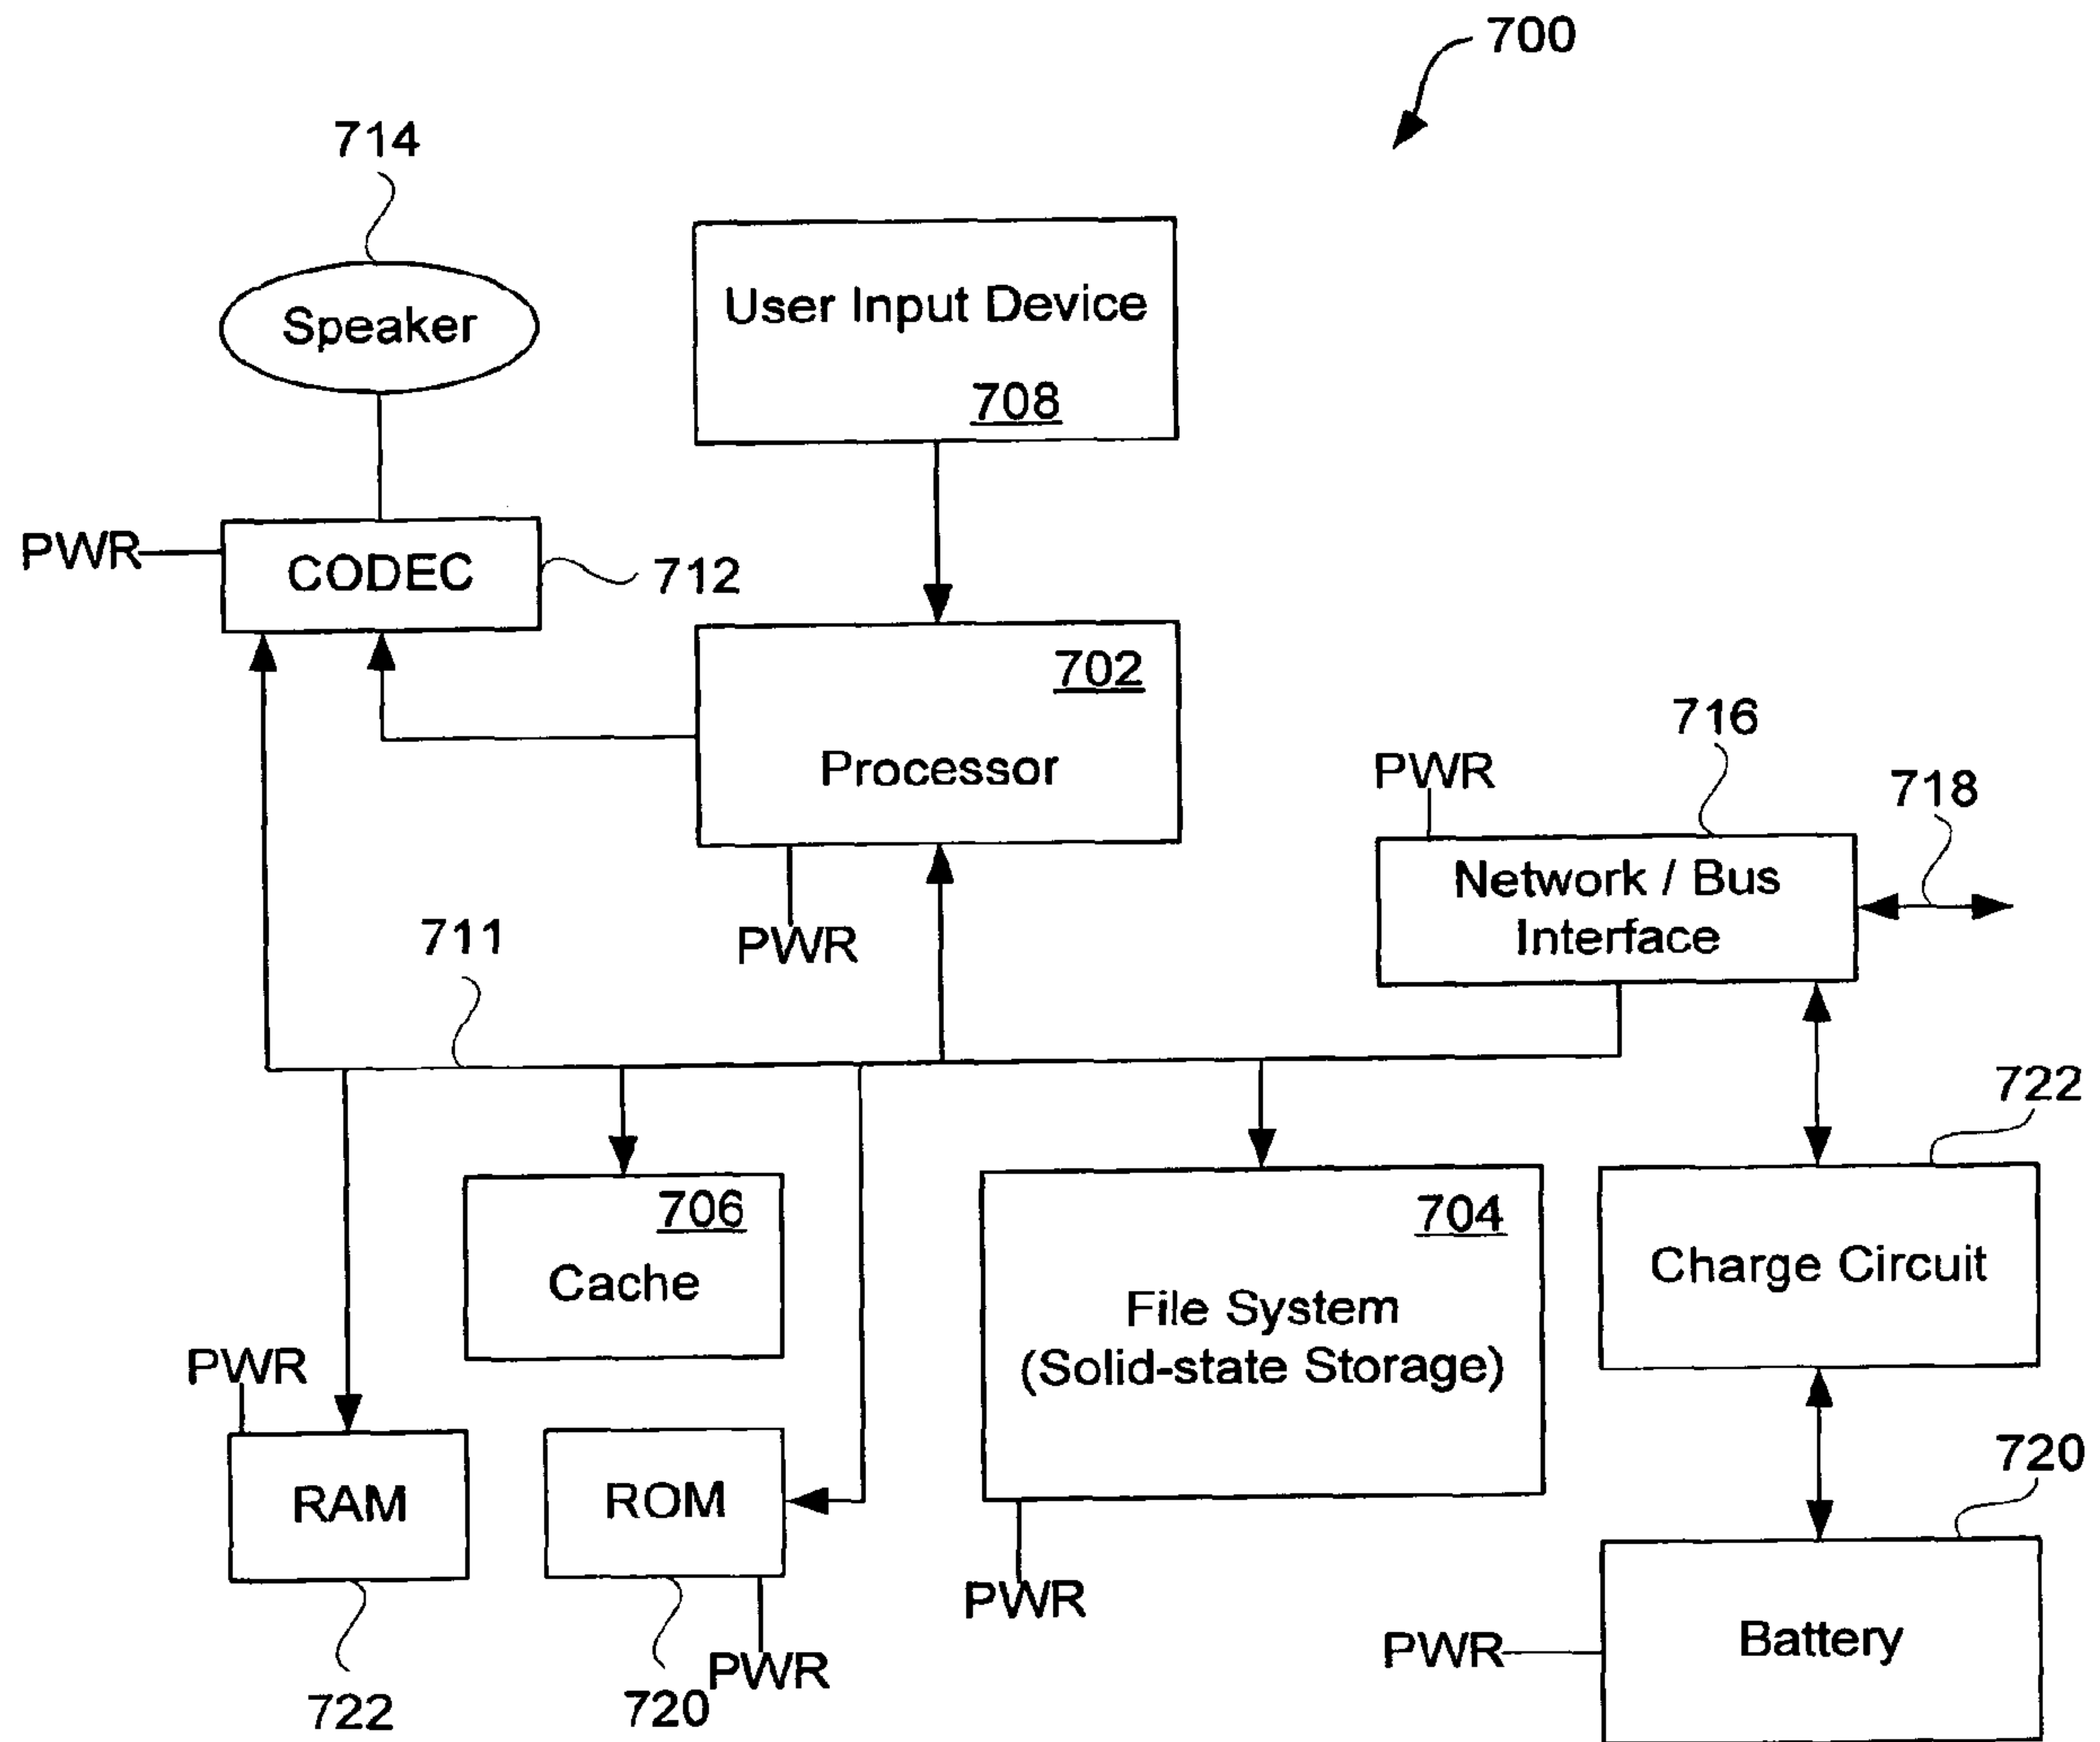 700
714
Speaker
User Input Device
708
PWR
CODEC
712
702
Processor
716
PWR
718
Network / Bus
Interface
711
PWR
722
706
Cache
704
File System
(Solid-state Storage)
Charge Circuit
PWR
RAM
ROM
720
PWR
PWR
Battery
PWR
722
720